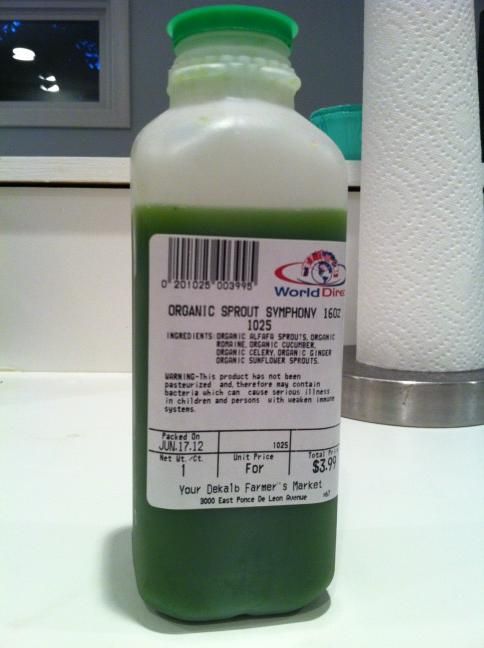 0 201025 003995
World Dire
ORGANIC SPROUT SYMPHONY 16OZ
1025
INGREDIENTS: ORGANIC ALFAFA SPROUTS, ORGANIC
ROMAINE, ORGANIC CUCUMBER,
ORGANIC CELERY, ORGANIC GINGER
ORGANIC SUNFLOWER SPROUTS.
WARNING-This product has not been
pasteurized and, therefore may contain
bacteria which can cause serious illness
in children and persons with weaken immune
systems.
Packed On
JUN.17.12
1025
Net Wt./Ct.
1
Unit Price
For
Total Pri
$3.99
Your Dekalb Farmer's Market
3000 East Ponce De Leon Avenue